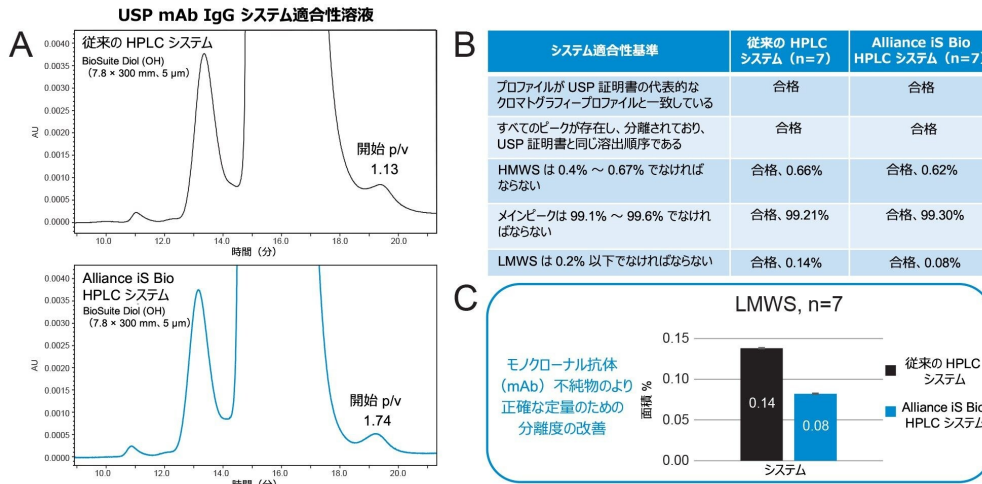 USP mAb IgG システム適合性溶液
A
従来の HPLC システム
BioSuite Diol (OH)
(7.8 × 300 mm、5 µm)
開始 p/v
1.13
AU
0.0040
0.0035
0.0030
0.0025
0.0020
0.0015
0.0010
0.0005
0.0000
10.0 12.0 14.0 16.0 18.0 20.0
時間（分）
Alliance iS Bio
HPLC システム
BioSuite Diol (OH)
(7.8 × 300 mm、5 µm)
開始 p/v
1.74
AU
0.0040
0.0035
0.0030
0.0025
0.0020
0.0015
0.0010
0.0005
0.0000
10.0 12.0 14.0 16.0 18.0 20.0
時間（分）
B
システム適合性基準
従来の HPLC
システム（n=7）
Alliance iS Bio
HPLC システム（n=7）
プロファイルが USP 証明書の代表的な
クロマトグラフィープロファイルと一致している
合格 合格
すべてのピークが存在し、分離されており、
USP 証明書と同じ溶出順序である
合格 合格
HMWS は 0.4% ～ 0.67% でなければ
ならない
合格、0.66% 合格、0.62%
メインピークは 99.1% ～ 99.6% でなけれ
ばならない
合格、99.21% 合格、99.30%
LMWS は 0.2% 以下でなければならない 合格、0.14% 合格、0.08%
C
モノクローナル抗体
（mAb）不純物のより
正確な定量のための
分離度の改善
LMWS, n=7
面積 %
0.15
0.10
0.05
0.00
0.14
0.08
システム
従来の HPLC
システム
Alliance iS Bio
HPLC システム